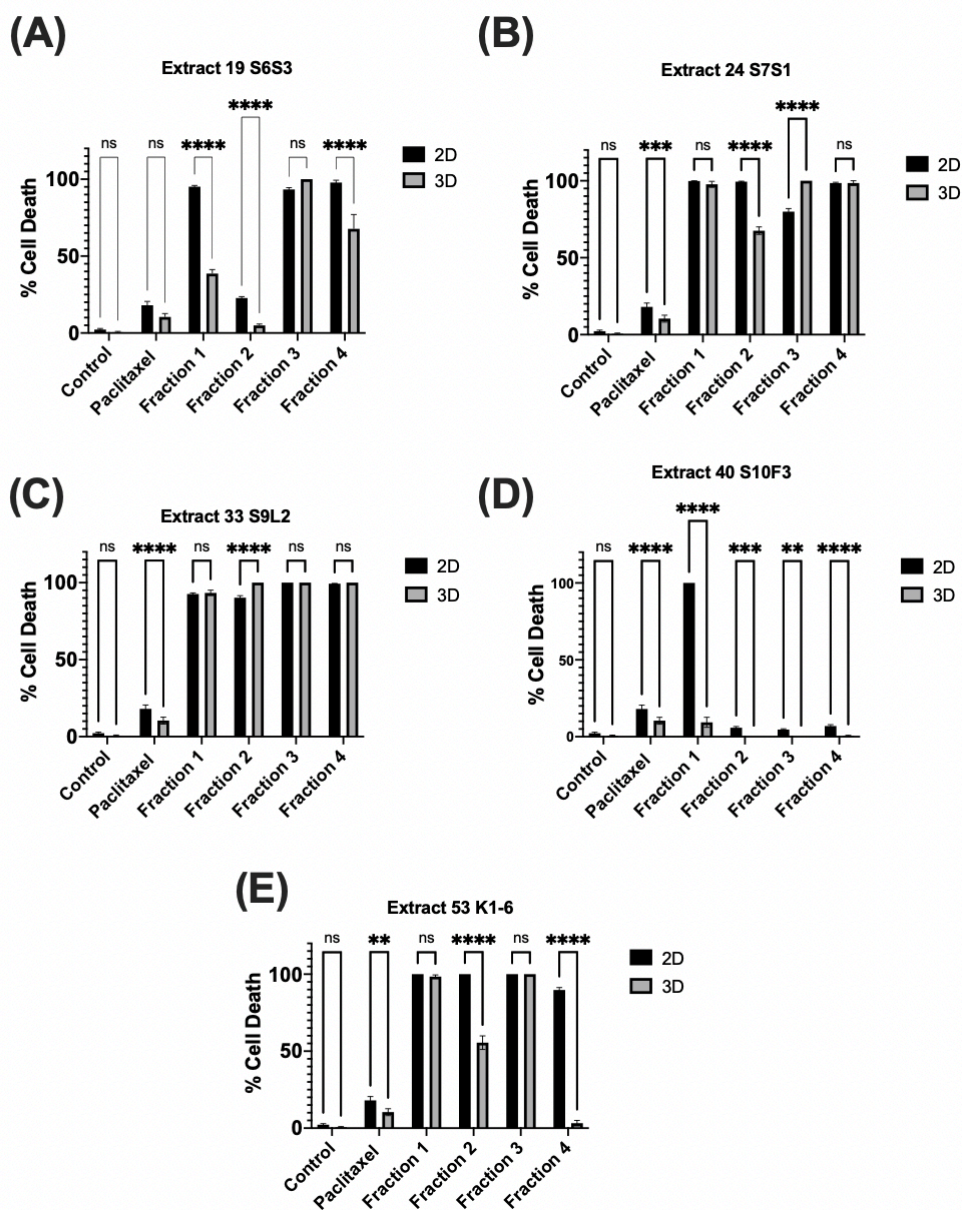 (A)
Extract 19 S6S3
ns ns **** **** ns ****
2D
3D
% Cell Death
100
50
0
Control Paclitaxel Fraction 1 Fraction 2 Fraction 3 Fraction 4
(B)
Extract 24 S7S1
ns *** ns **** **** ns
2D
3D
% Cell Death
100
50
0
Control Paclitaxel Fraction 1 Fraction 2 Fraction 3 Fraction 4
(C)
Extract 33 S9L2
ns **** ns **** ns ns
2D
3D
% Cell Death
100
50
0
Control Paclitaxel Fraction 1 Fraction 2 Fraction 3 Fraction 4
(D)
Extract 40 S10F3
ns **** **** *** ** ****
2D
3D
% Cell Death
100
50
0
Control Paclitaxel Fraction 1 Fraction 2 Fraction 3 Fraction 4
(E)
Extract 53 K1-6
ns ** ns **** ns ****
2D
3D
% Cell Death
100
50
0
Control Paclitaxel Fraction 1 Fraction 2 Fraction 3 Fraction 4